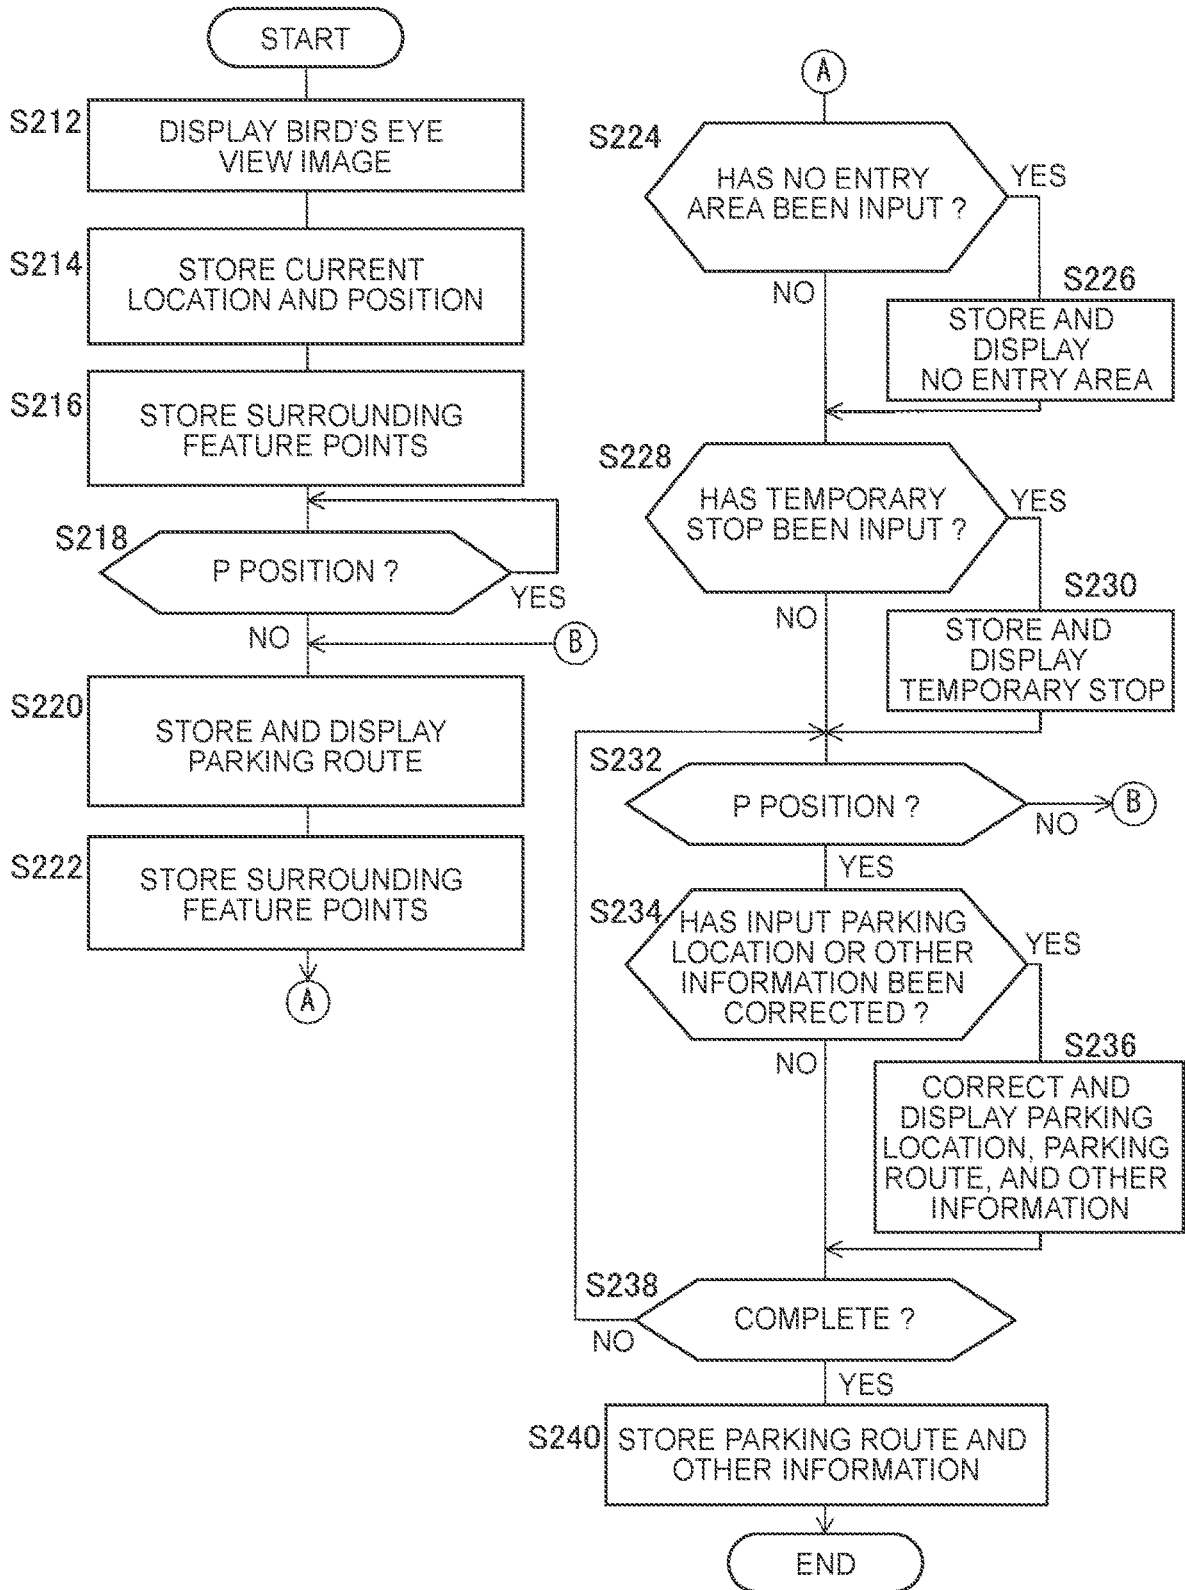 START
S212
DISPLAY BIRD'S EYE
VIEW IMAGE
S214
STORE CURRENT
LOCATION AND POSITION
S216
STORE SURROUNDING
FEATURE POINTS
S218
P POSITION ?
YES
NO
B
S220
STORE AND DISPLAY
PARKING ROUTE
S222
STORE SURROUNDING
FEATURE POINTS
A
A
S224
HAS NO ENTRY
AREA BEEN INPUT ?
YES
NO
S226
STORE AND
DISPLAY
NO ENTRY AREA
S228
HAS TEMPORARY
STOP BEEN INPUT ?
YES
NO
S230
STORE AND
DISPLAY
TEMPORARY STOP
S232
P POSITION ?
NO
B
YES
S234
HAS INPUT PARKING
LOCATION OR OTHER
INFORMATION BEEN
CORRECTED ?
YES
NO
S236
CORRECT AND
DISPLAY PARKING
LOCATION, PARKING
ROUTE, AND OTHER
INFORMATION
S238
COMPLETE ?
NO
YES
S240
STORE PARKING ROUTE AND
OTHER INFORMATION
END